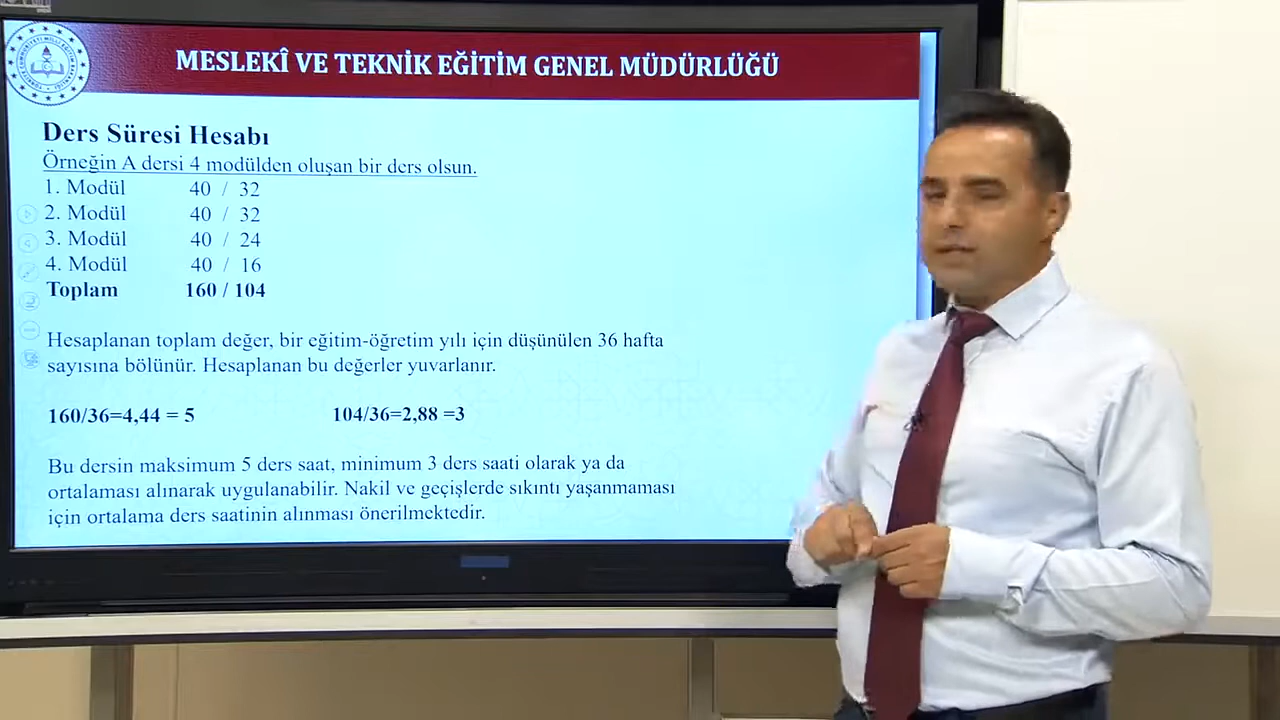 MESLEKÎ VE TEKNİK EĞİTİM GENEL MÜDÜRLÜĞÜ
Ders Süresi Hesabı
Örneğin A dersi 4 modülden oluşan bir ders olsun.
1. Modül 40 / 32
2. Modül 40 / 32
3. Modül 40 / 24
4. Modül 40 / 16
Toplam 160 / 104
Hesaplanan toplam değer, bir eğitim-öğretim yılı için düşünülen 36 hafta
sayısına bölünür. Hesaplanan bu değerler yuvarlanır.
160/36=4,44 = 5 104/36=2,88 =3
Bu dersin maksimum 5 ders saat, minimum 3 ders saati olarak ya da
ortalaması alınarak uygulanabilir. Nakil ve geçişlerde sıkıntı yaşanmaması
için ortalama ders saatinin alınması önerilmektedir.